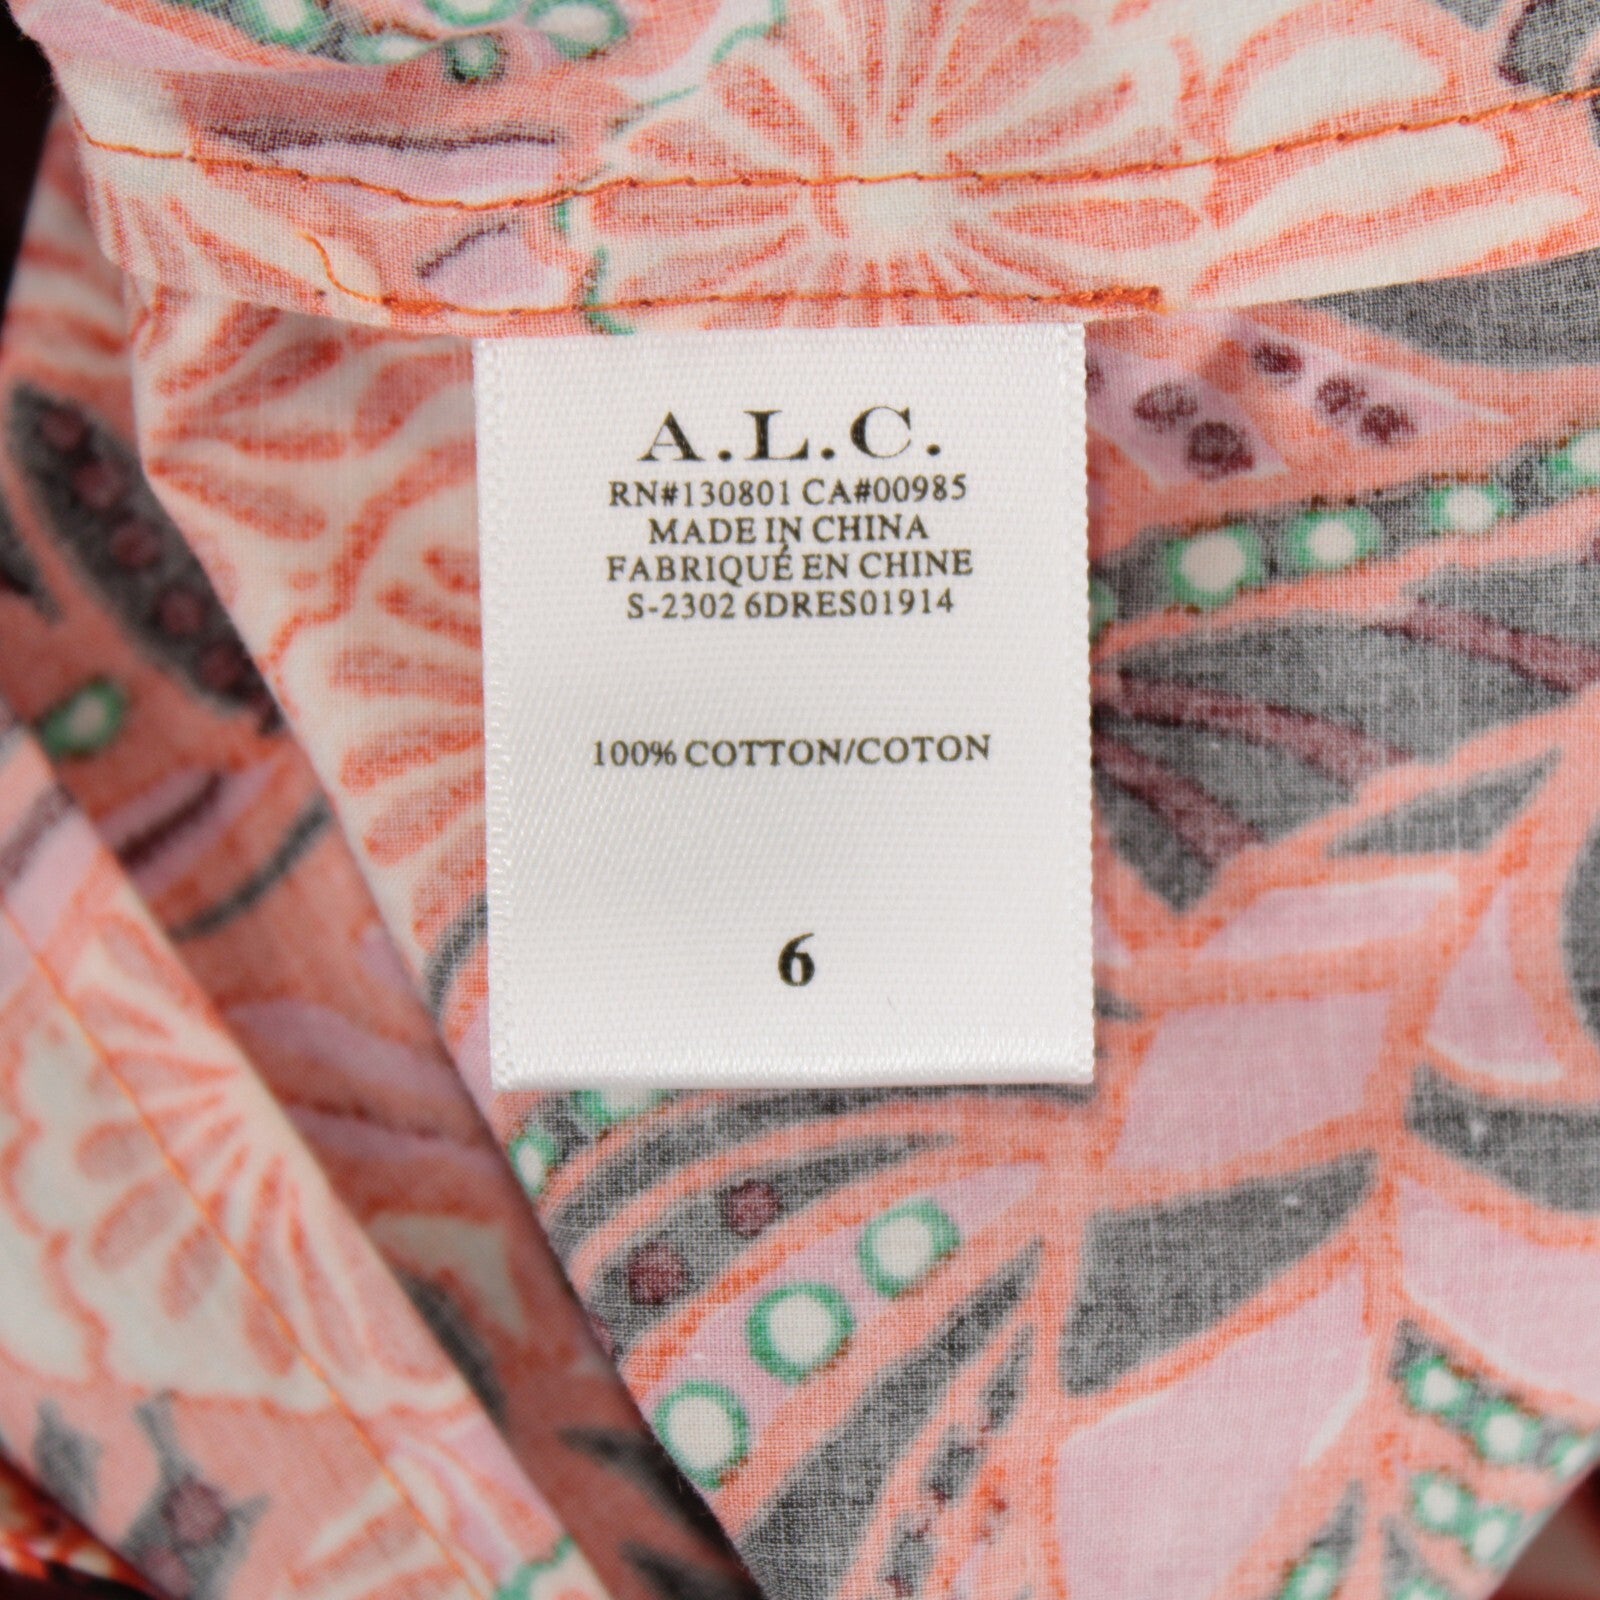 A.L.C.
RN#130801 CA#00985
MADE IN CHINA
FABRIQUÉ EN CHINE
S-2302 6DRES01914
100% COTTON/COTON
6